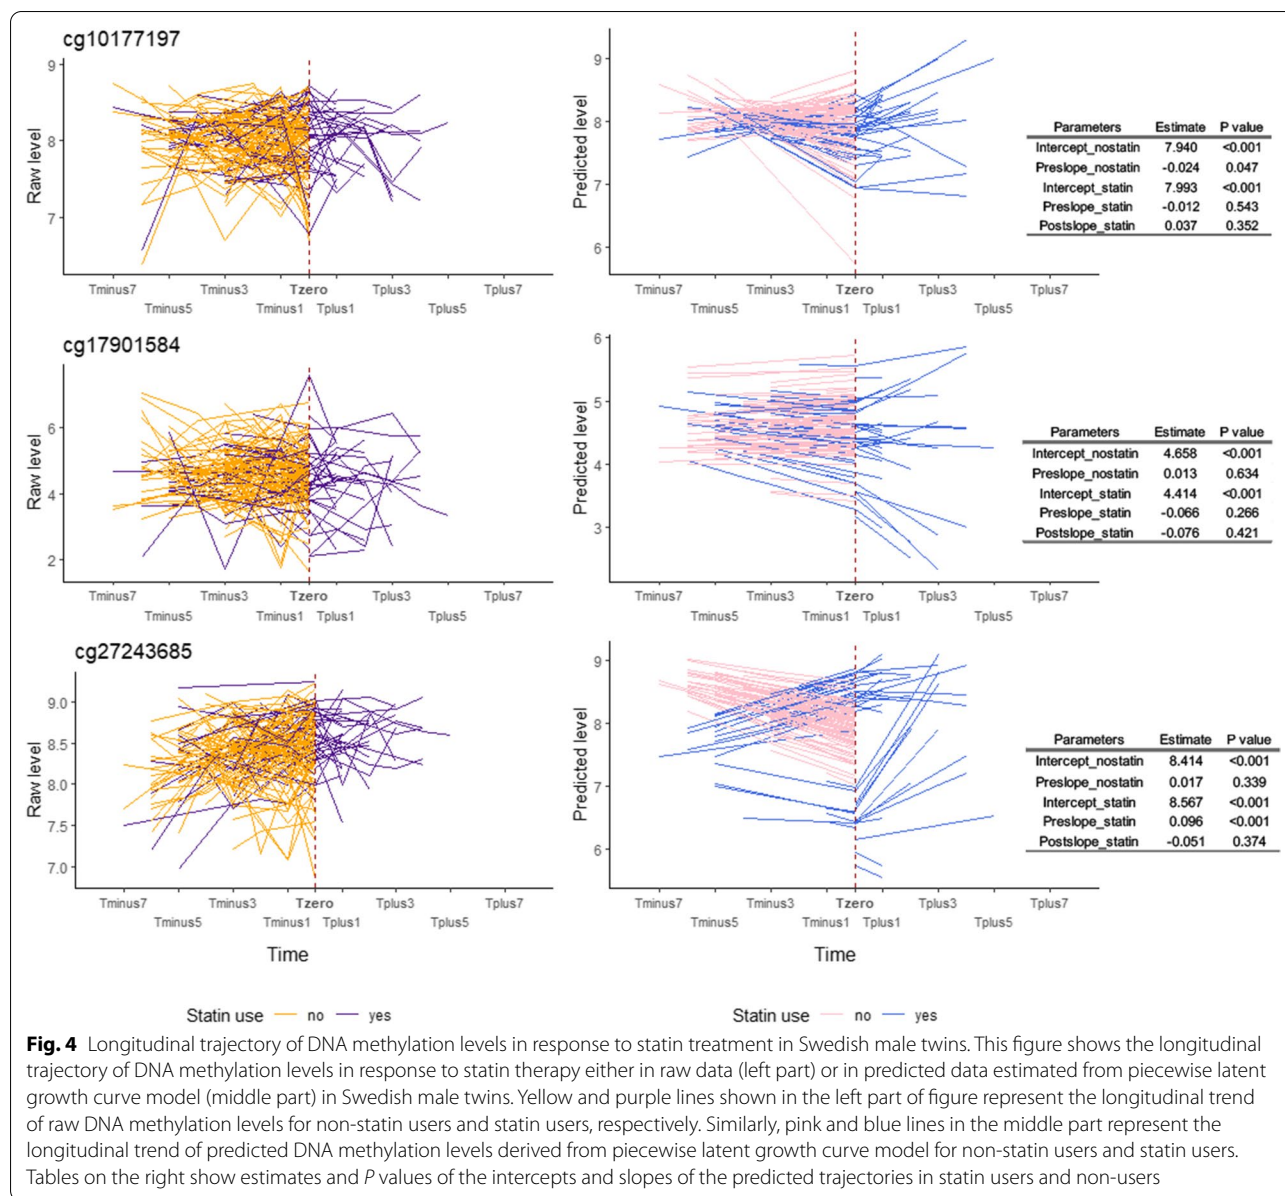 cg10177197
Raw level
9
8
7
Tminus7 Tminus5 Tminus3 Tminus1 Tzero Tplus1 Tplus3 Tplus5 Tplus7
Predicted level
9
8
7
6
Tminus7 Tminus5 Tminus3 Tminus1 Tzero Tplus1 Tplus3 Tplus5 Tplus7
Parameters Estimate P value
Intercept_nostatin 7.940 <0.001
Preslope_nostatin -0.024 0.047
Intercept_statin 7.993 <0.001
Preslope_statin -0.012 0.543
Postslope_statin 0.037 0.352
cg17901584
Raw level
6
4
2
Tminus7 Tminus5 Tminus3 Tminus1 Tzero Tplus1 Tplus3 Tplus5 Tplus7
Predicted level
6
5
4
3
Tminus7 Tminus5 Tminus3 Tminus1 Tzero Tplus1 Tplus3 Tplus5 Tplus7
Parameters Estimate P value
Intercept_nostatin 4.658 <0.001
Preslope_nostatin 0.013 0.634
Intercept_statin 4.414 <0.001
Preslope_statin -0.066 0.266
Postslope_statin -0.076 0.421
cg27243685
Raw level
9.0
8.5
8.0
7.5
7.0
Tminus7 Tminus5 Tminus3 Tminus1 Tzero Tplus1 Tplus3 Tplus5 Tplus7
Time
Predicted level
9
8
7
6
Tminus7 Tminus5 Tminus3 Tminus1 Tzero Tplus1 Tplus3 Tplus5 Tplus7
Time
Parameters Estimate P value
Intercept_nostatin 8.414 <0.001
Preslope_nostatin 0.017 0.339
Intercept_statin 8.567 <0.001
Preslope_statin 0.096 <0.001
Postslope_statin -0.051 0.374
Statin use no yes
Statin use no yes
Fig. 4 Longitudinal trajectory of DNA methylation levels in response to statin treatment in Swedish male twins. This figure shows the longitudinal
trajectory of DNA methylation levels in response to statin therapy either in raw data (left part) or in predicted data estimated from piecewise latent
growth curve model (middle part) in Swedish male twins. Yellow and purple lines shown in the left part of figure represent the longitudinal trend
of raw DNA methylation levels for non-statin users and statin users, respectively. Similarly, pink and blue lines in the middle part represent the
longitudinal trend of predicted DNA methylation levels derived from piecewise latent growth curve model for non-statin users and statin users.
Tables on the right show estimates and P values of the intercepts and slopes of the predicted trajectories in statin users and non-users